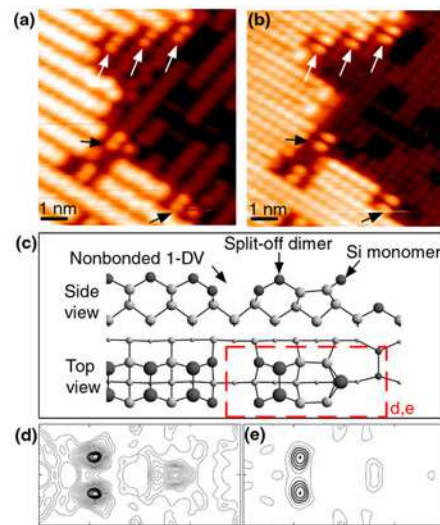 (a)
(b)
1 nm
1 nm
(c)
Split-off dimer
Nonbonded 1-DV
Si monomer
Side
view
Top
view
d,e
(d)
(e)